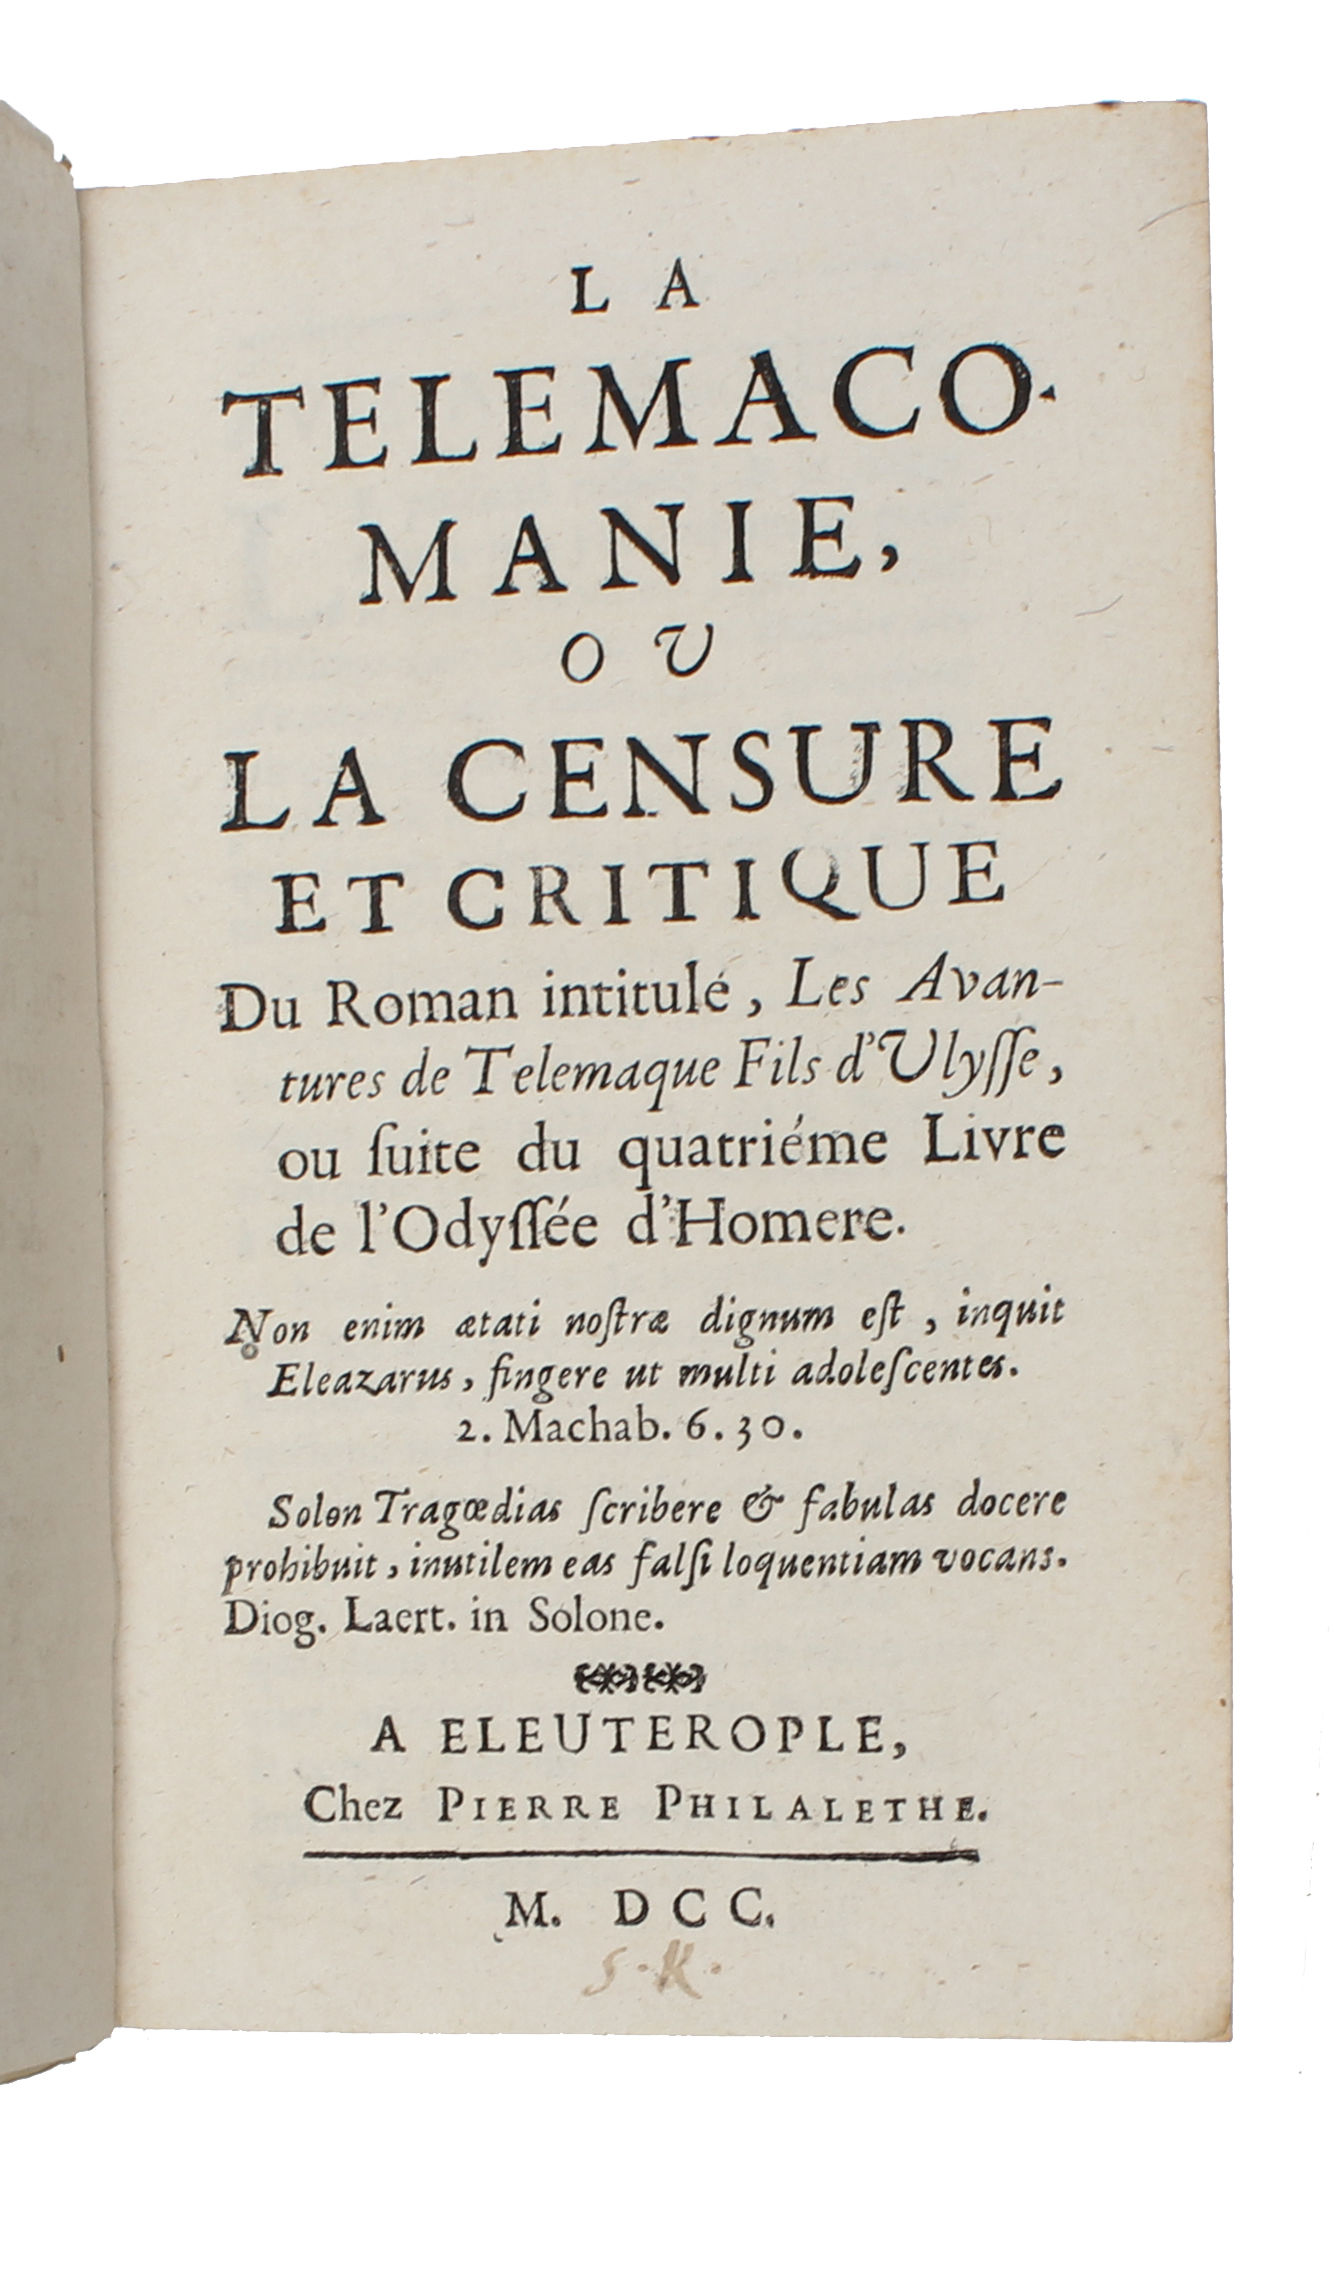 LA
TELEMACO-
MANIE,
OU
LA CENSURE
ET CRITIQUE
Du Roman intitulé, Les Avan-
tures de Telemaque Fils d'Ulyſſe,
ou ſuite du quatriéme Livre
de l'Odyſſée d'Homere.
Non enim ætati noſtræ dignum eſt, inquit
Eleazarus, fingere ut multi adoleſcentes.
2. Machab. 6. 30.
Solon Tragœdias ſcribere & fabulas docere
prohibuit, inutilem eas falſi loquentiam vocans.
Diog. Laert. in Solone.
A ELEUTEROPLE,
Chez PIERRE PHILALETHE.
M. DCC.
S.K.